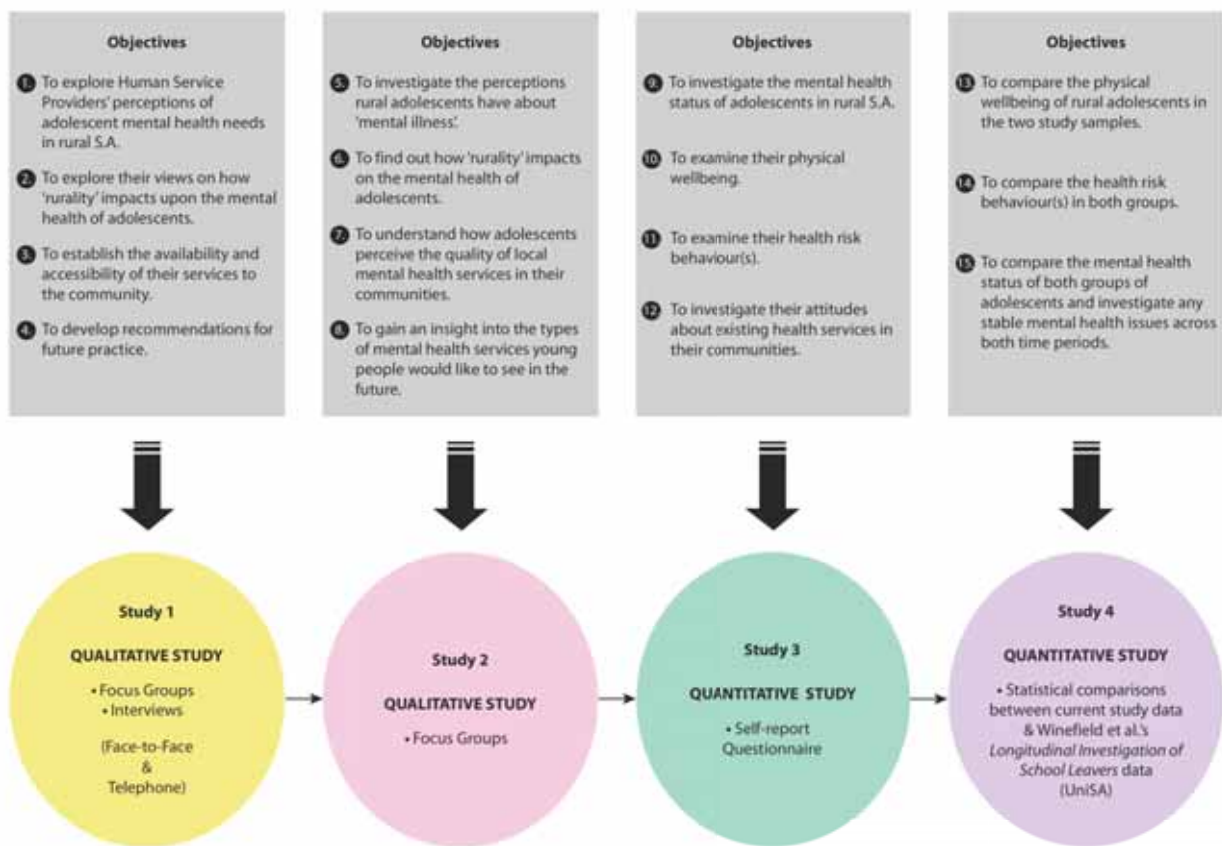 Objectives
1. To explore Human Service
Providers' perceptions of
adolescent mental health needs
in rural S.A.
2. To explore their views on how
'rurality' impacts upon the mental
health of adolescents.
3. To establish the availability and
accessibility of their services to
the community.
4. To develop recommendations for
future practice.
Objectives
5. To investigate the perceptions
rural adolescents have about
'mental illness'.
6. To find out how 'rurality' impacts
on the mental health of
adolescents.
7. To understand how adolescents
perceive the quality of local
mental health services in their
communities.
8. To gain an insight into the types
of mental health services young
people would like to see in the
future.
Objectives
9. To investigate the mental health
status of adolescents in rural S.A.
10. To examine their physical
wellbeing.
11 To examine their health risk
behaviour(s).
12 To investigate their attitudes
about existing health services in
their communities.
Objectives
13 To compare the physical
wellbeing of rural adolescents in
the two study samples.
14 To compare the health risk
behaviour(s) in both groups.
15 To compare the mental health
status of both groups of
adolescents and investigate any
stable mental health issues across
both time periods.
Study 1
QUALITATIVE STUDY
• Focus Groups
• Interviews
(Face-to-Face
&
Telephone)
Study 2
QUALITATIVE STUDY
• Focus Groups
Study 3
QUANTITATIVE STUDY
• Self-report
Questionnaire
Study 4
QUANTITATIVE STUDY
• Statistical comparisons
between current study data
& Winefield et al.'s
Longitudinal Investigation of
School Leavers data
(UniSA)